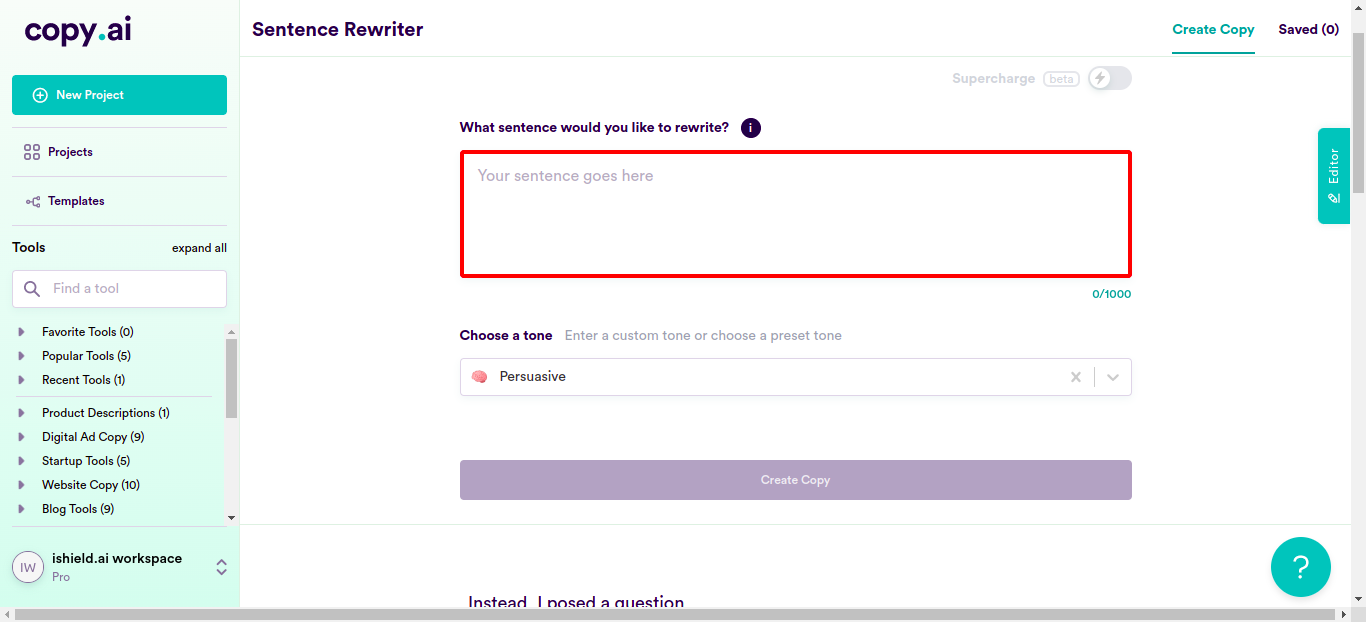 copy.ai
Sentence Rewriter
Create Copy
Saved (0)
New Project
Supercharge beta
What sentence would you like to rewrite? i
Projects
Your sentence goes here
Editor
Templates
Tools
expand all
Find a tool
0/1000
Favorite Tools (0)
Choose a tone Enter a custom tone or choose a preset tone
Popular Tools (5)
Recent Tools (1)
Persuasive
Product Descriptions (1)
Digital Ad Copy (9)
Startup Tools (5)
Website Copy (10)
Create Copy
Blog Tools (9)
IW
ishield.ai workspace
Pro
?
Instead, I posed a question